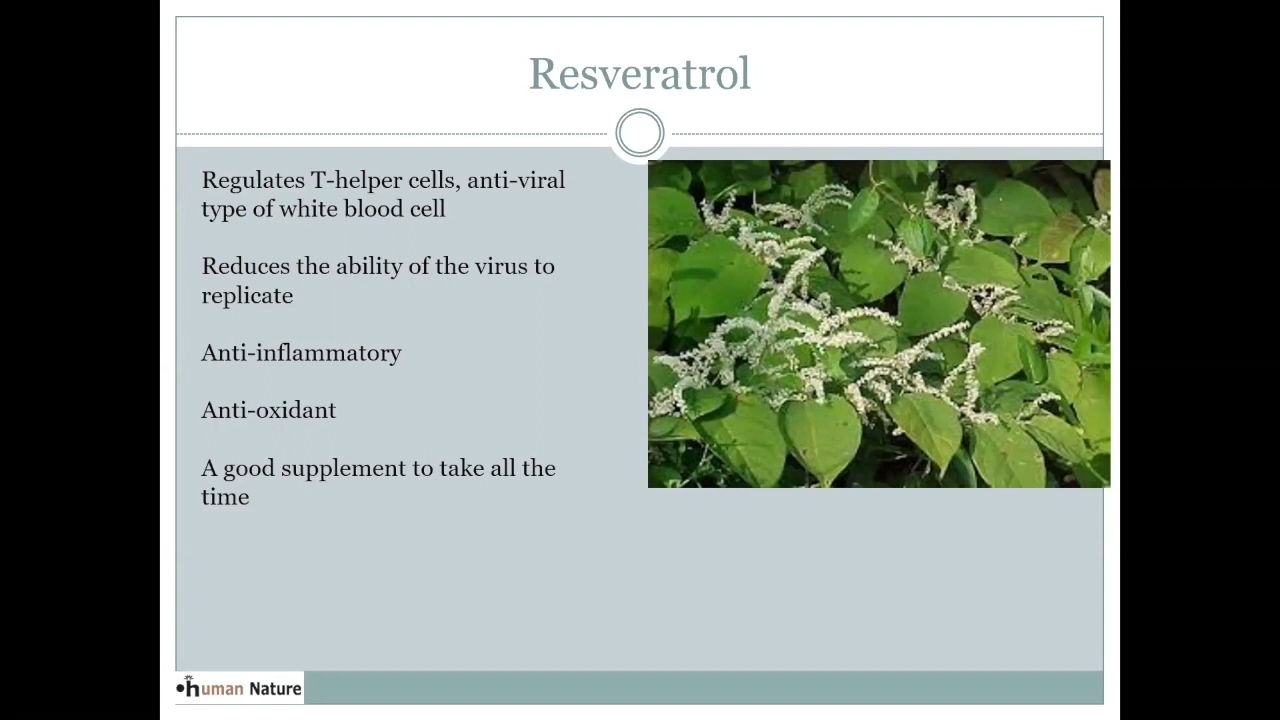 Resveratrol
Regulates T-helper cells, anti-viral
type of white blood cell
Reduces the ability of the virus to
replicate
Anti-inflammatory
Anti-oxidant
A good supplement to take all the
time
human Nature